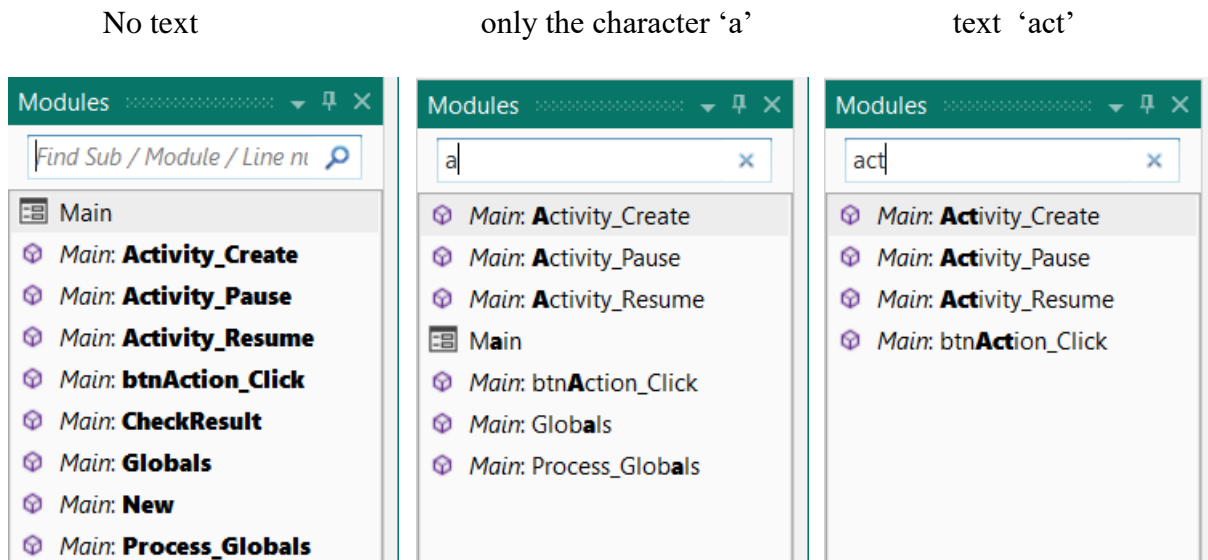 No text
only the character ‘a’
text ‘act’
Modules
Find Sub / Module / Line nu
Main
Main: Activity_Create
Main: Activity_Pause
Main: Activity_Resume
Main: btnAction_Click
Main: CheckResult
Main: Globals
Main: New
Main: Process_Globals
Modules
a
Main: Activity_Create
Main: Activity_Pause
Main: Activity_Resume
Main
Main: btnAction_Click
Main: Globals
Main: Process_Globals
Modules
act
Main: Activity_Create
Main: Activity_Pause
Main: Activity_Resume
Main: btnAction_Click